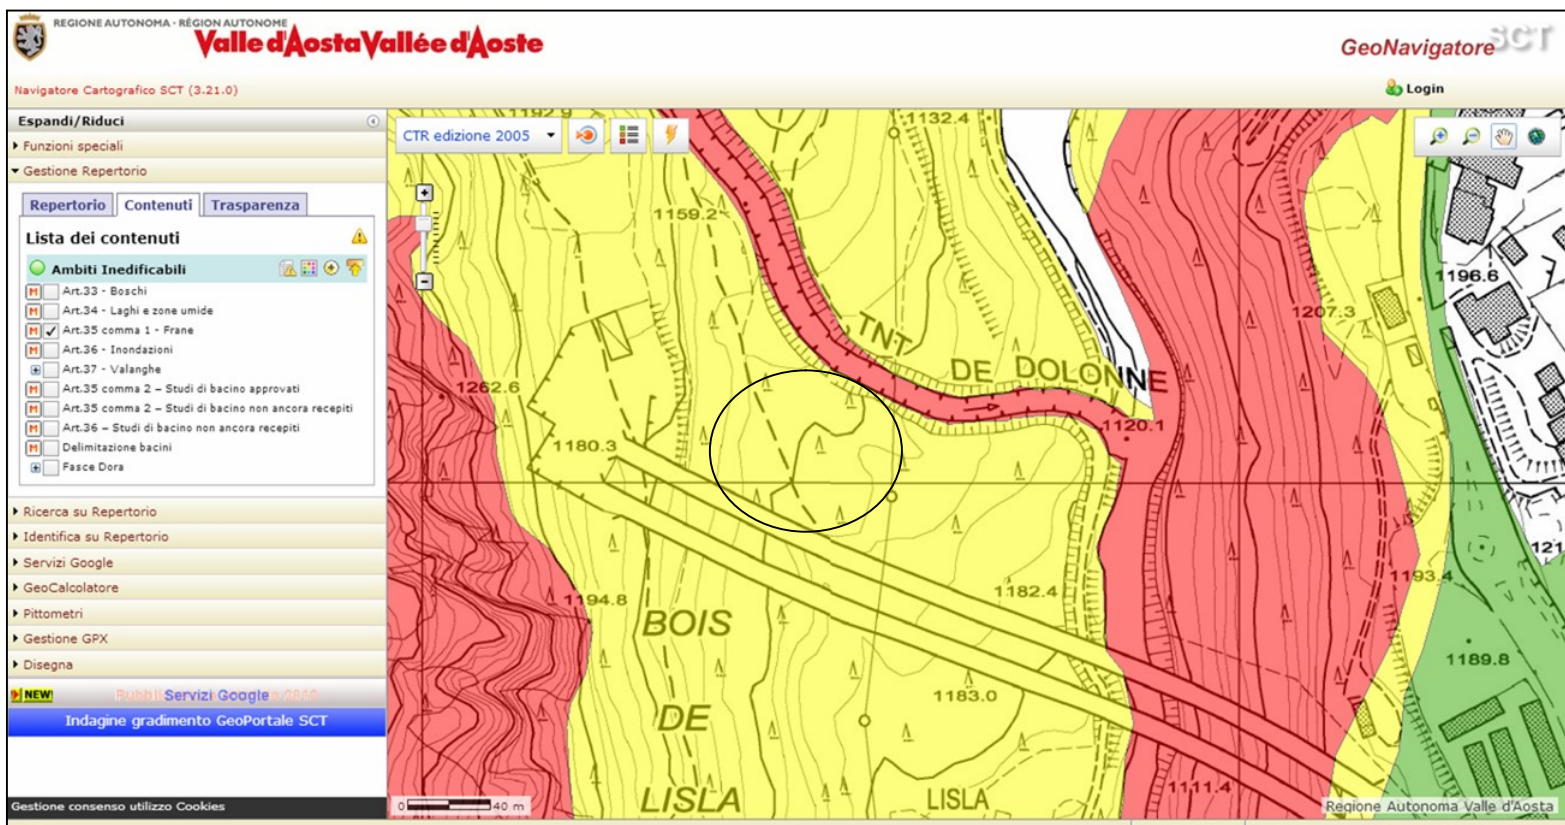 REGIONE AUTONOMA - RÉGION AUTONOME
Valle d'Aosta Vallée d'Aoste
SCT
GeoNavigatore
Navigatore Cartografico SCT (3.21.0)
Login
Espandi/Riduci
Funzioni speciali
Gestione Repertorio
Repertorio Contenuti Trasparenza
Lista dei contenuti
Ambiti Inedificabili
M Art.33 - Boschi
M Art.34 - Laghi e zone umide
M Art.35 comma 1 - Frane
M Art.36 - Inondazioni
Art.37 - Valanghe
M Art.35 comma 2 – Studi di bacino approvati
M Art.35 comma 2 – Studi di bacino non ancora recepiti
M Art.36 – Studi di bacino non ancora recepiti
M Delimitazione bacini
Fasce Dora
Ricerca su Repertorio
Identifica su Repertorio
Servizi Google
GeoCalcolatore
Pittometri
Gestione GPX
Disegna
NEW! Servizi Google
Indagine gradimento GeoPortale SCT
Gestione consenso utilizzo Cookies
CTR edizione 2005
1192.9
1132.4
1159.2
1196.6
1207.3
TNT DE DOLONNE
1262.6
1120.1
1180.3
1194.8
1182.4
1193.4
BOIS
1189.8
1183.0
DE
1111.4
LISLA
LISLA
0 40 m
Regione Autonoma Valle d'Aosta